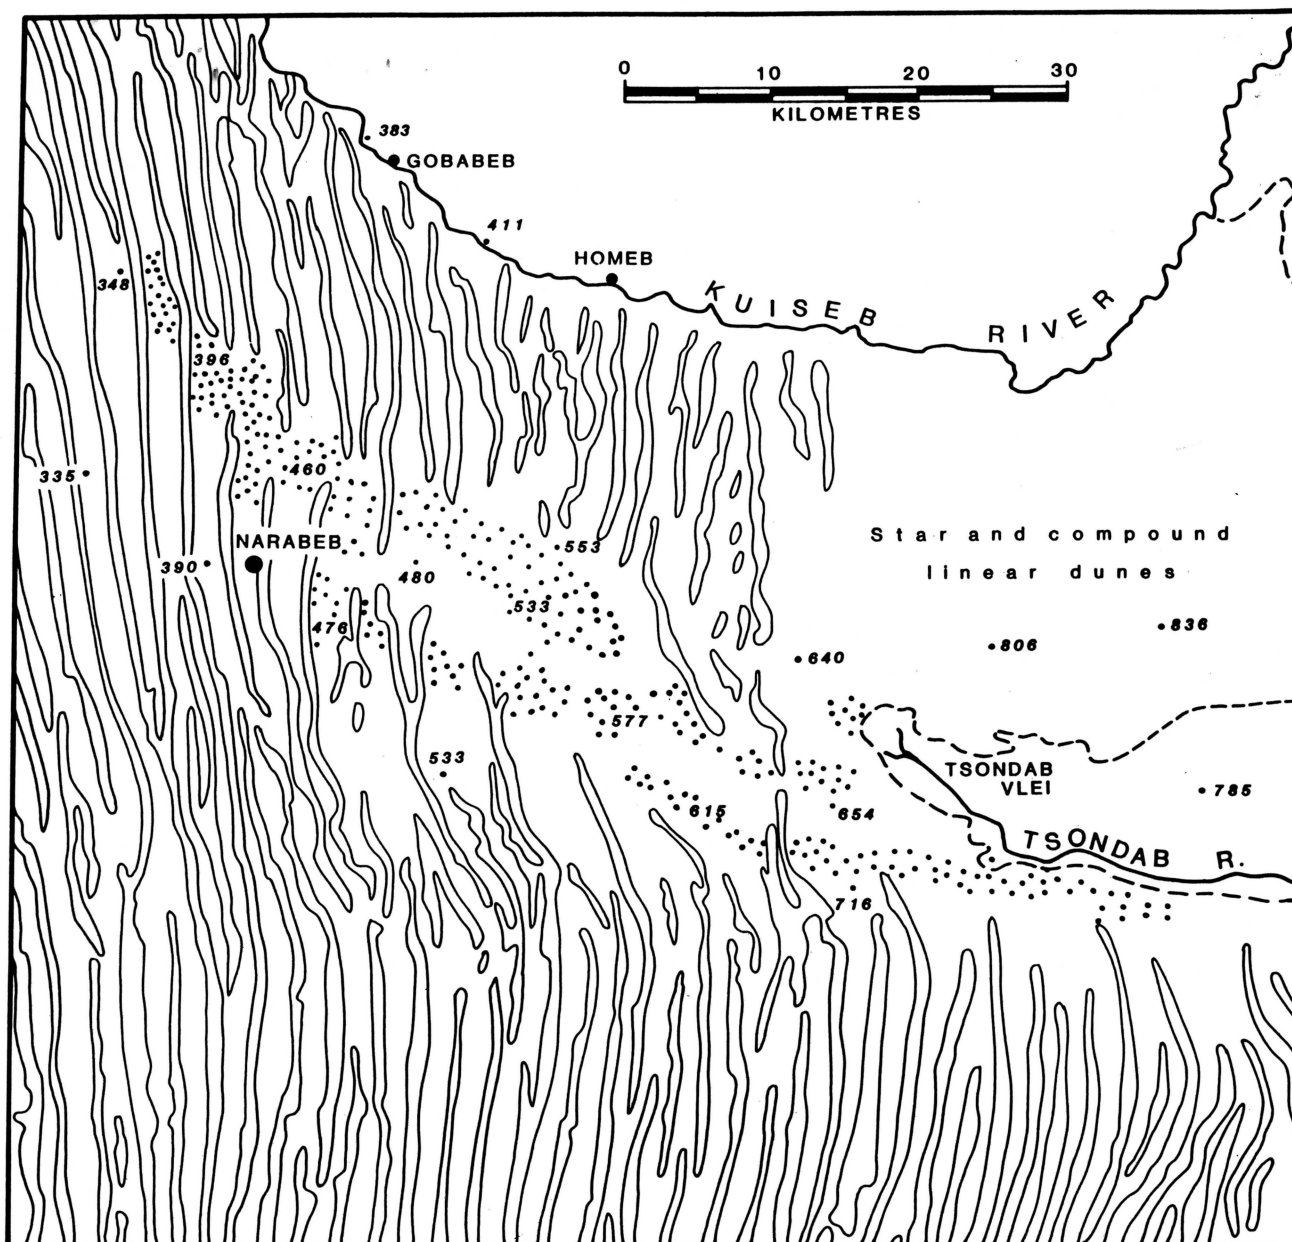 0 10 20 30
KILOMETRES
383
GOBABEB
411
HOMEB
KUISEB RIVER
348
396
460
335
NARABEB
390
480
553
533
476
Star and compound
linear dunes
836
806
640
577
533
TSONDAB
VLEI
785
615
654
TSONDAB R.
716